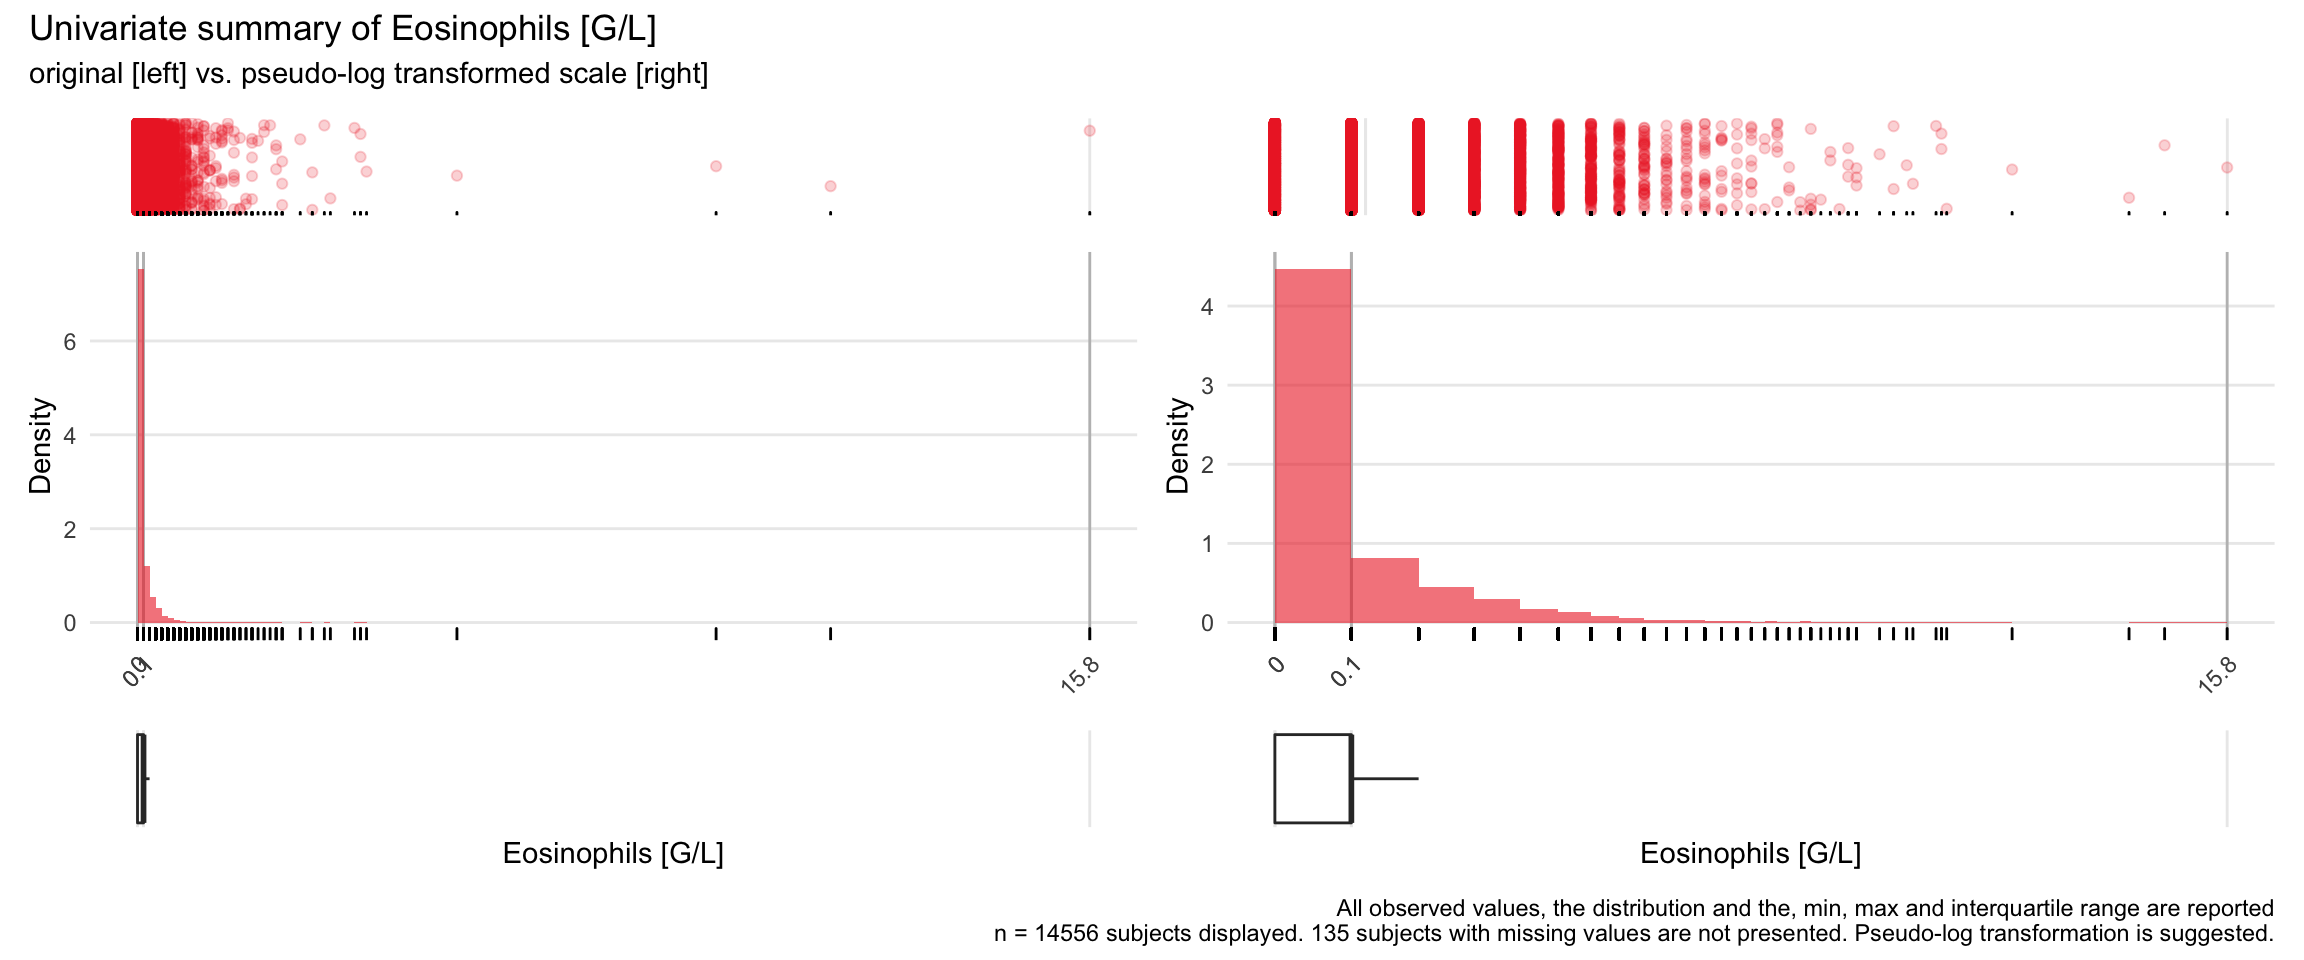 Univariate summary of Eosinophils [G/L]
original [left] vs. pseudo-log transformed scale [right]
Density
6
4
2
0
0.1
15.8
Eosinophils [G/L]
Density
4
3
2
1
0
0
0.1
15.8
Eosinophils [G/L]
All observed values, the distribution and the, min, max and interquartile range are reported
n = 14556 subjects displayed. 135 subjects with missing values are not presented. Pseudo-log transformation is suggested.